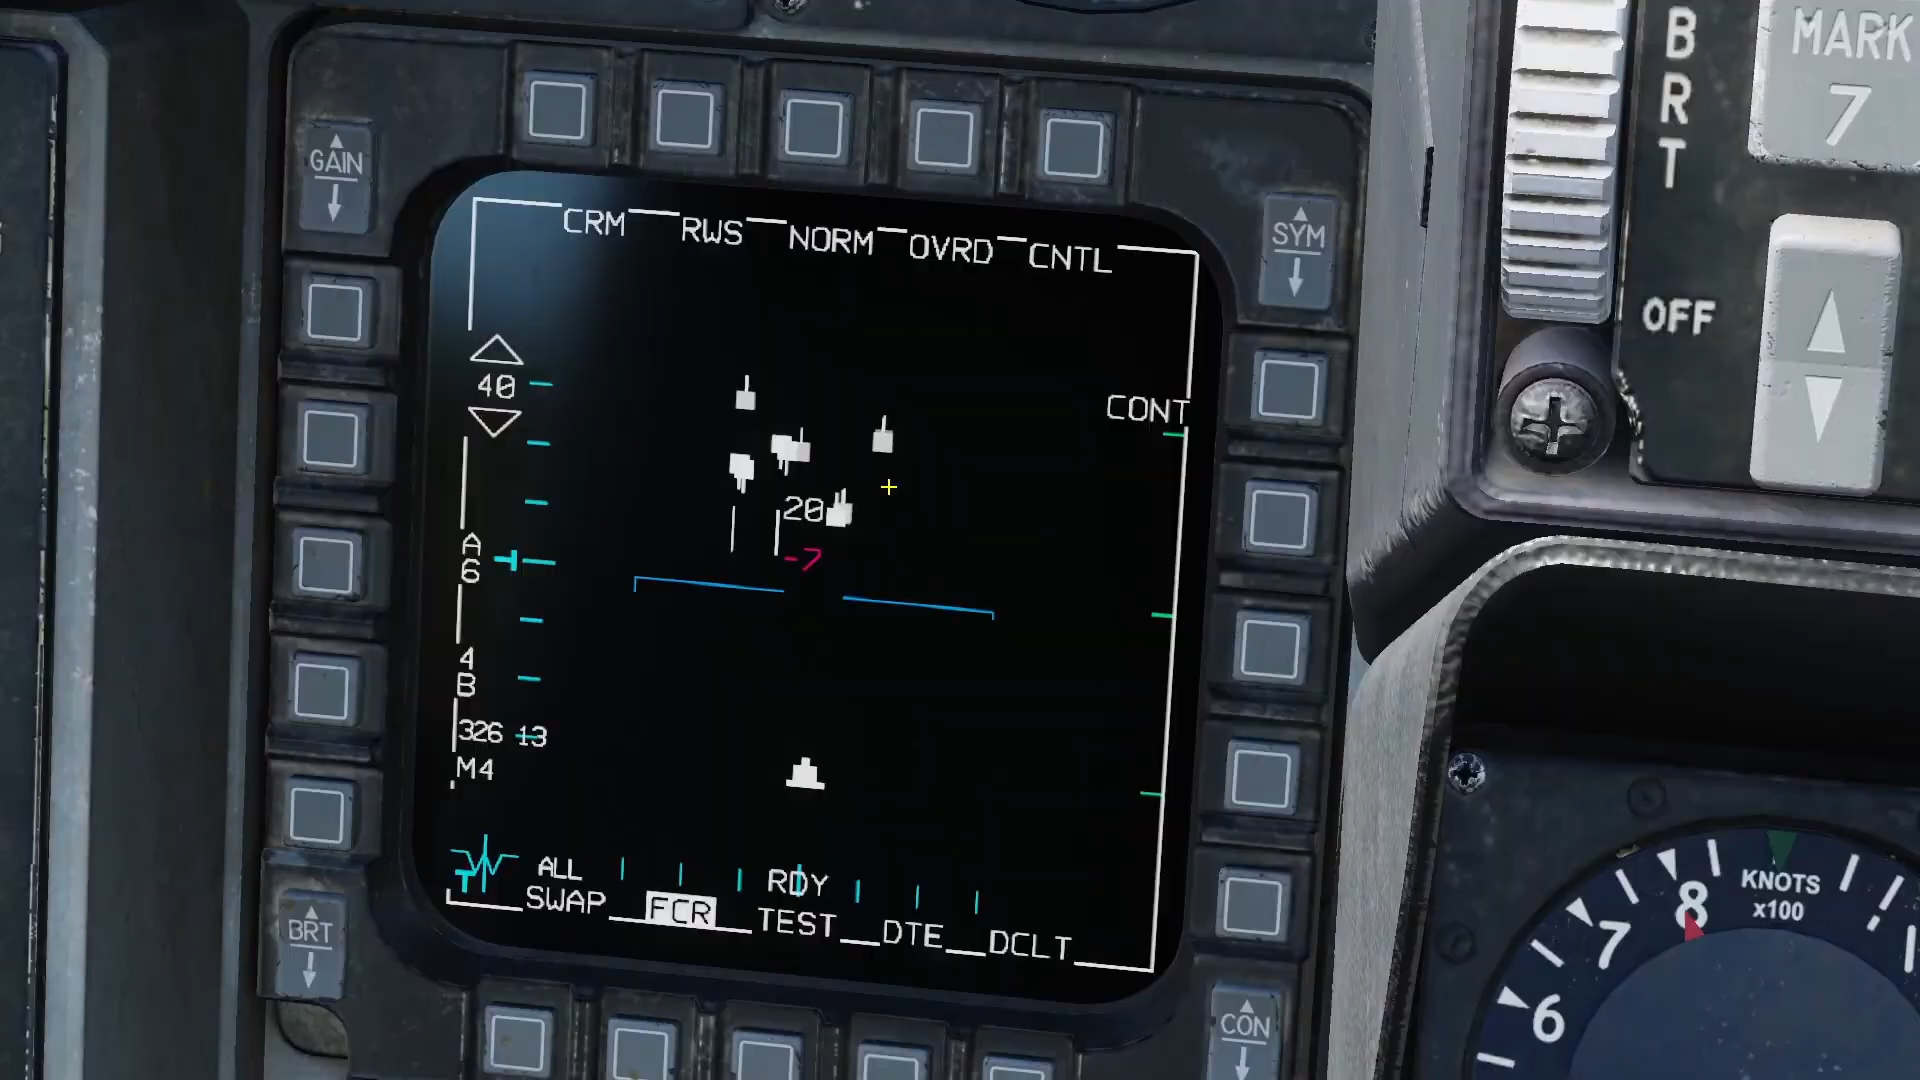 B
R
T
MARK
7
OFF
GAIN
SYM
CRM RWS NORM OVRD CNTL
40
CONT
20
-7
A
6
4
B
326 13
M4
ALL RDY
SWAP FCR TEST DTE DCLT
BRT
CON
KNOTS
x100
8
7
6